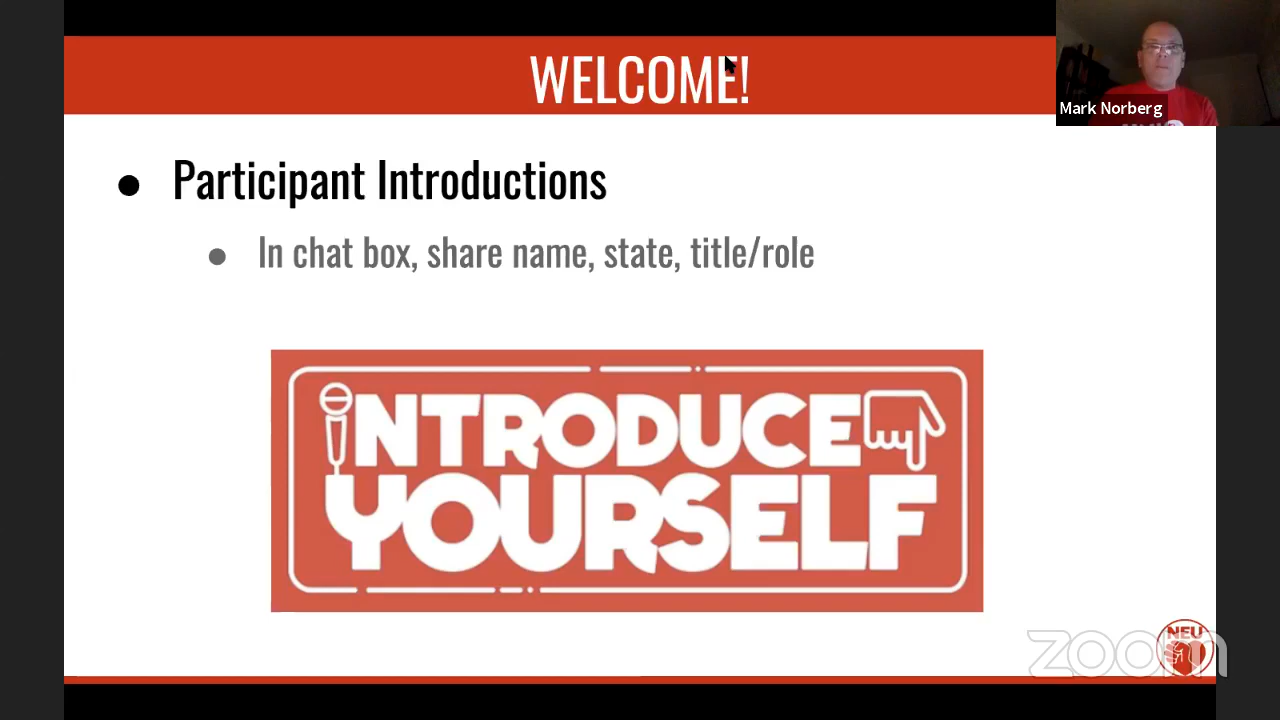 WELCOME!
Mark Norberg
● Participant Introductions
● In chat box, share name, state, title/role
INTRODUCE
YOURSELF
NEU
zoom